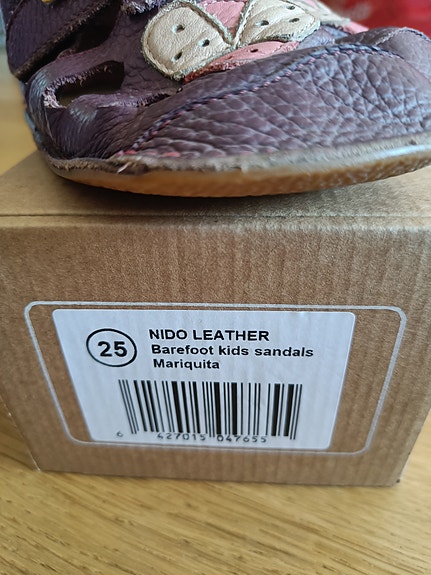 25
NIDO LEATHER
Barefoot kids sandals
Mariquita
6 427015 047655